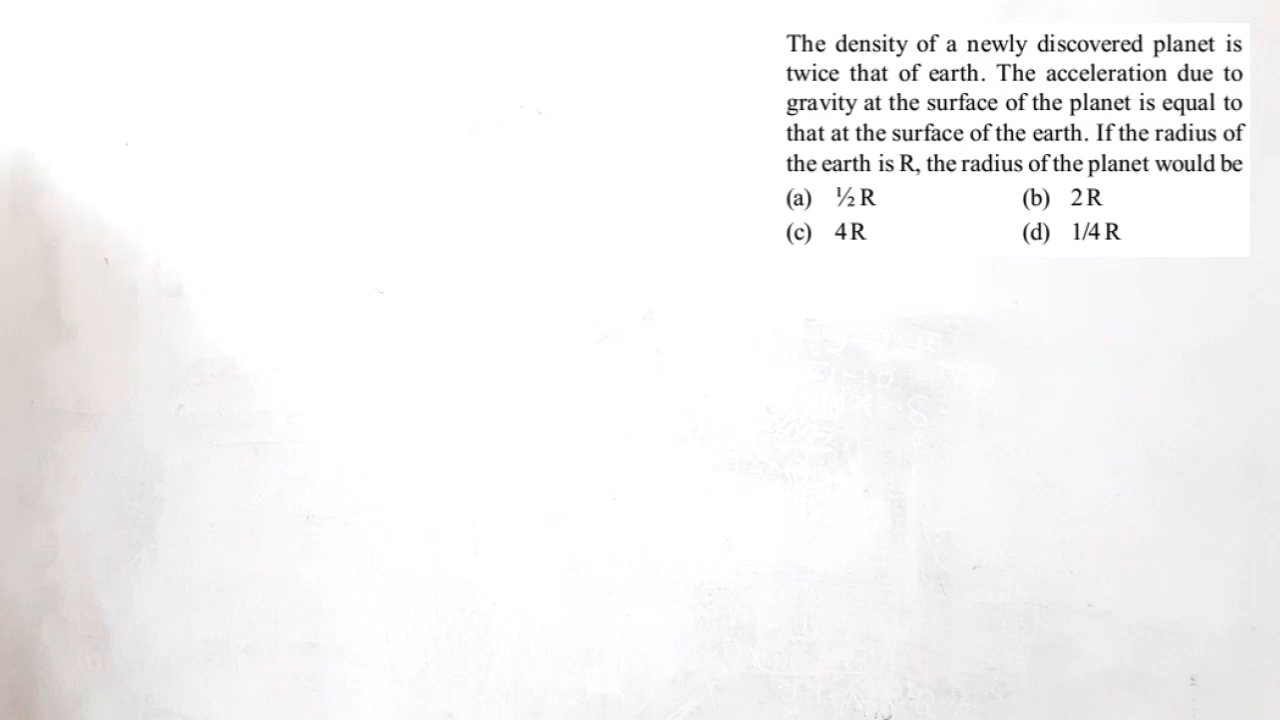 The density of a newly discovered planet is
twice that of earth. The acceleration due to
gravity at the surface of the planet is equal to
that at the surface of the earth. If the radius of
the earth is R, the radius of the planet would be
(a) ½ R (b) 2 R
(c) 4 R (d) 1/4 R